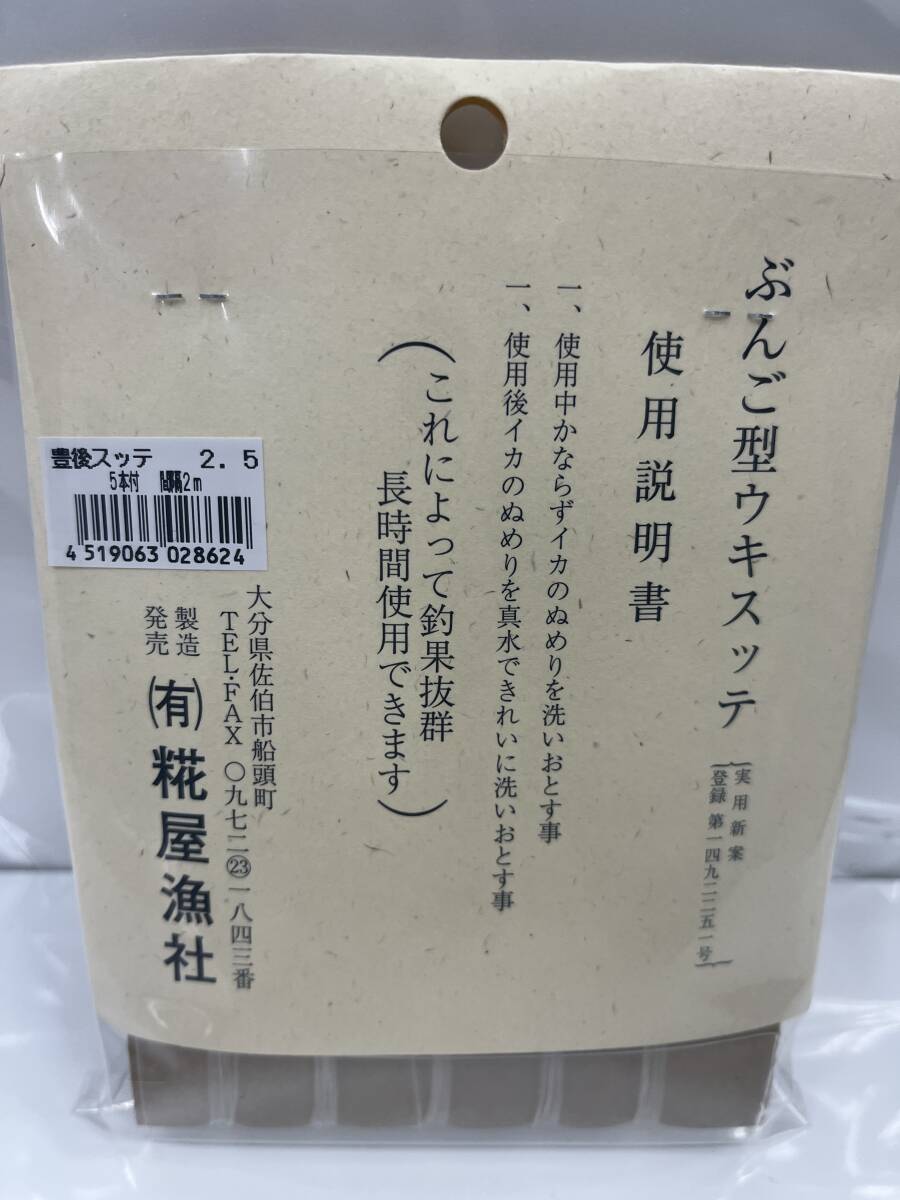 ぶんご型ウキスッテ
実用新案
登録 第一四九二二五一号
使用説明書
一、使用中かならずイカのぬめりを洗いおとす事
一、使用後イカのぬめりを真水できれいに洗いおとす事
(これによって釣果抜群
長時間使用できます)
大分県佐伯市船頭町
TEL・FAX 〇九七二㉓一八四三番
製造
発売
㈲糀屋漁社
豊後スッテ 2.5
5本付 間隔2m
4 519063 028624